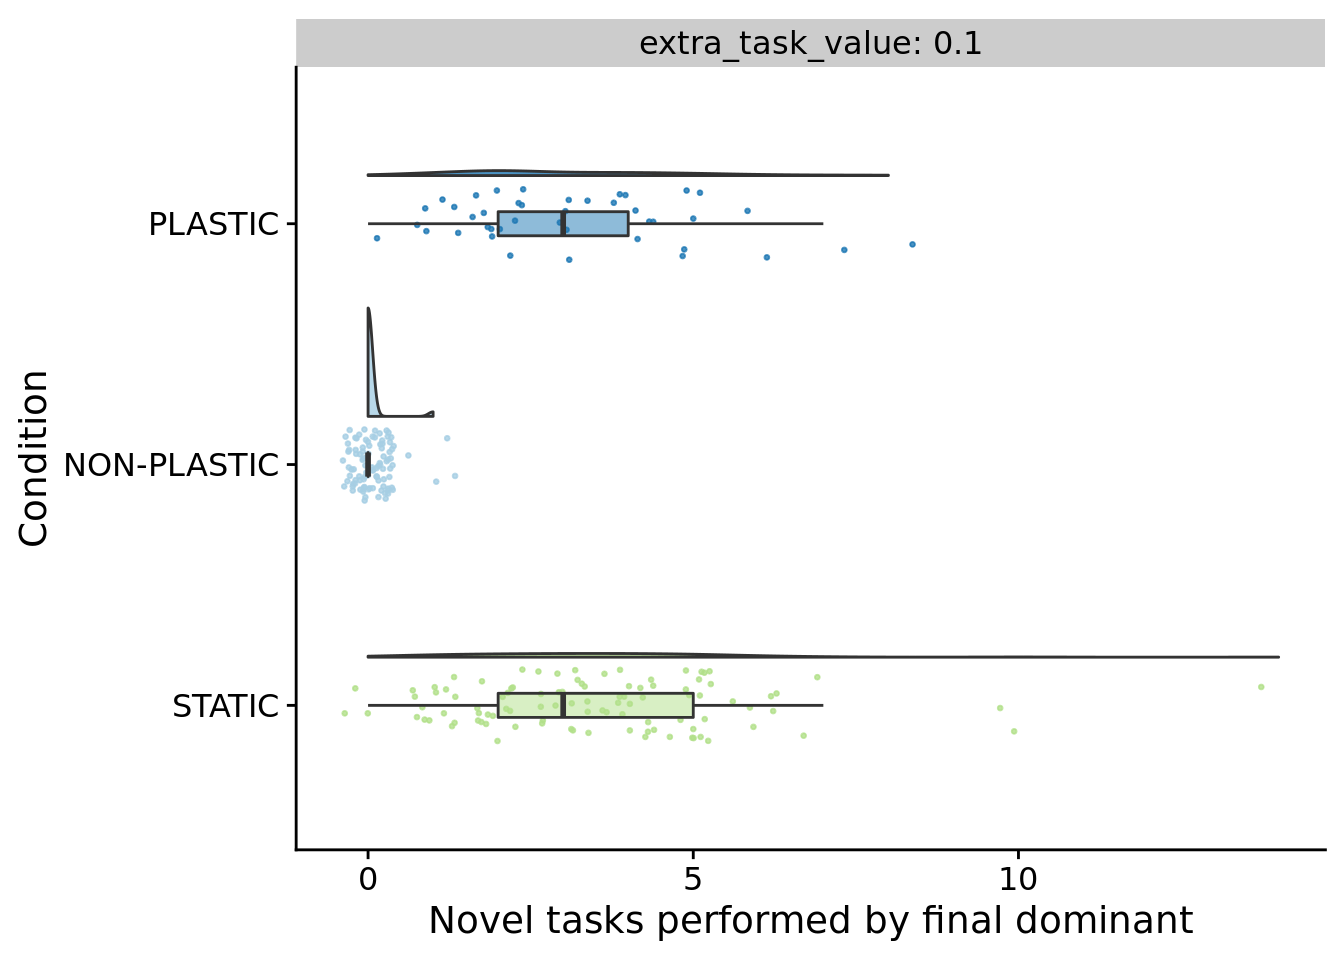 extra_task_value: 0.1
PLASTIC
NON-PLASTIC
STATIC
Condition
0 5 10
Novel tasks performed by final dominant